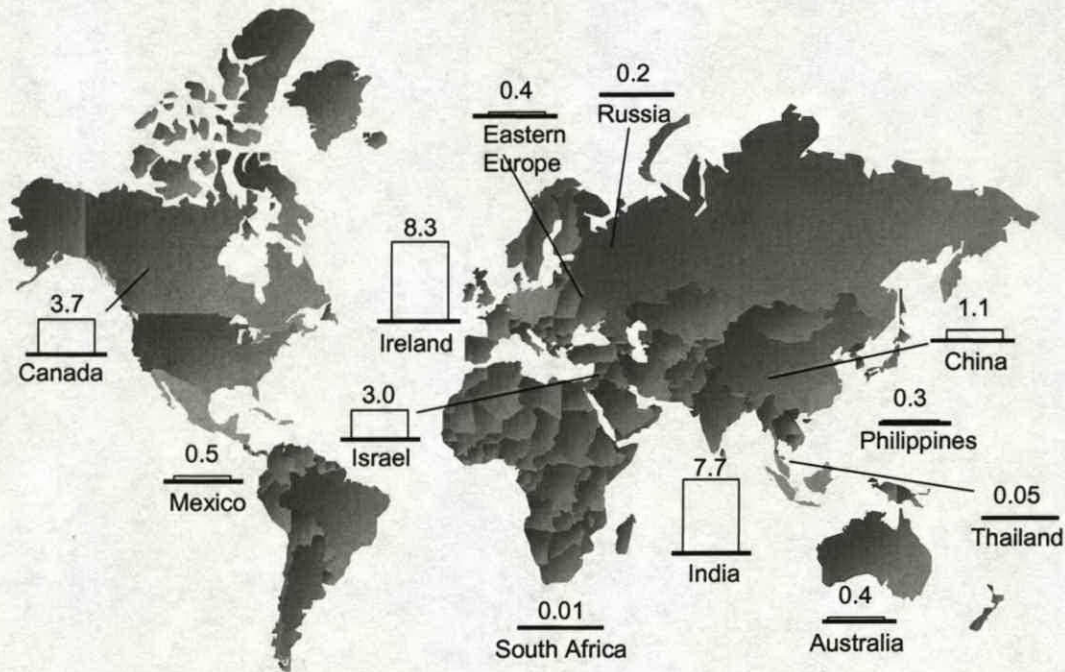 0.2
Russia
0.4
Eastern
Europe
8.3
Ireland
3.7
Canada
1.1
China
3.0
Israel
0.3
Philippines
0.5
Mexico
7.7
India
0.05
Thailand
0.01
South Africa
0.4
Australia